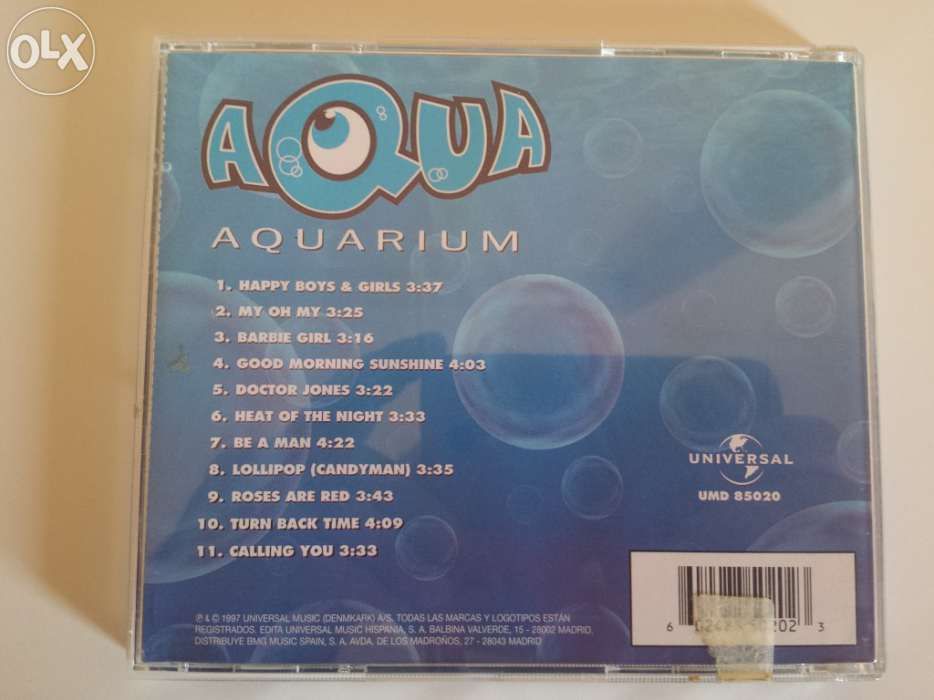 OLX
AQUA
AQUARIUM
1. HAPPY BOYS & GIRLS 3:37
2. MY OH MY 3:25
3. BARBIE GIRL 3:16
4. GOOD MORNING SUNSHINE 4:03
5. DOCTOR JONES 3:22
6. HEAT OF THE NIGHT 3:33
7. BE A MAN 4:22
8. LOLLIPOP (CANDYMAN) 3:35
9. ROSES ARE RED 3:43
10. TURN BACK TIME 4:09
11. CALLING YOU 3:33
UNIVERSAL
UMD 85020
℗ & © 1997 UNIVERSAL MUSIC (DENMKARK) A/S. TODAS LAS MARCAS Y LOGOTIPOS ESTÁN
REGISTRADOS. EDITA UNIVERSAL MUSIC HISPANIA, S. A. BALBINA VALVERDE, 15 - 28002 MADRID.
DISTRIBUYE BMG MUSIC SPAIN, S. A. AVDA. DE LOS MADROÑOS, 27 - 28043 MADRID
6 3